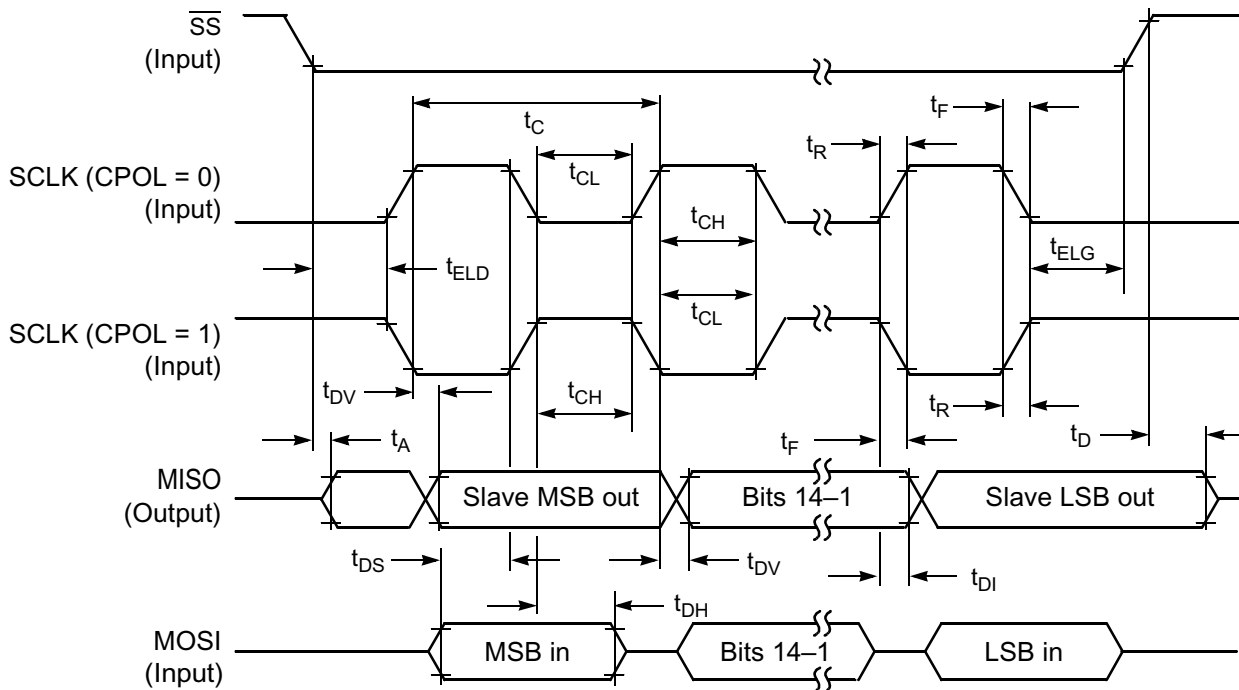 SS
(Input)
tF
tC
tR
SCLK (CPOL = 0)
(Input)
tCL
tCH
tELD
tELG
tCL
SCLK (CPOL = 1)
(Input)
tDV
tCH
tR
tA
tF
tD
MISO
(Output)
Slave MSB out
Bits 14–1
Slave LSB out
tDS
tDV
tDI
tDH
MOSI
(Input)
MSB in
Bits 14–1
LSB in